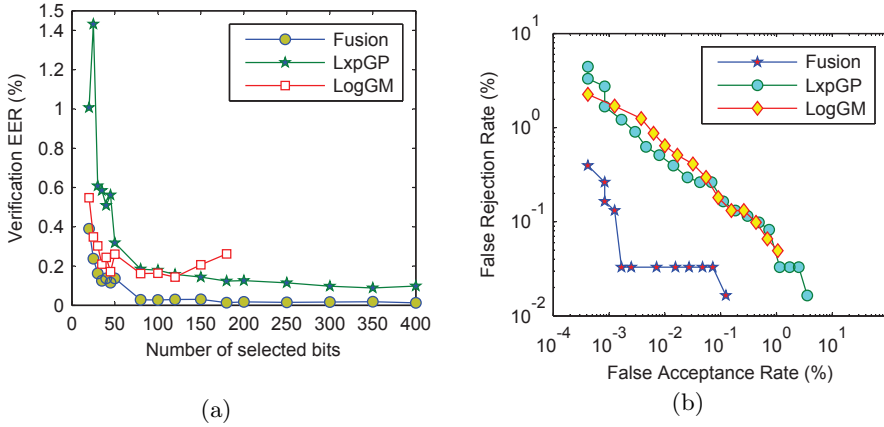 1.5
1.4
1
0.8
0.6
0.4
0.2
0
0 50 100 150 200 250 300 350 400
Verification EER (%)
Number of selected bits
Fusion
LxpGP
LogGM
(a)
10^1
10^0
10^-1
10^-2
10^-4 10^-3 10^-2 10^-1 10^0 10^1
False Rejection Rate (%)
False Acceptance Rate (%)
Fusion
LxpGP
LogGM
(b)